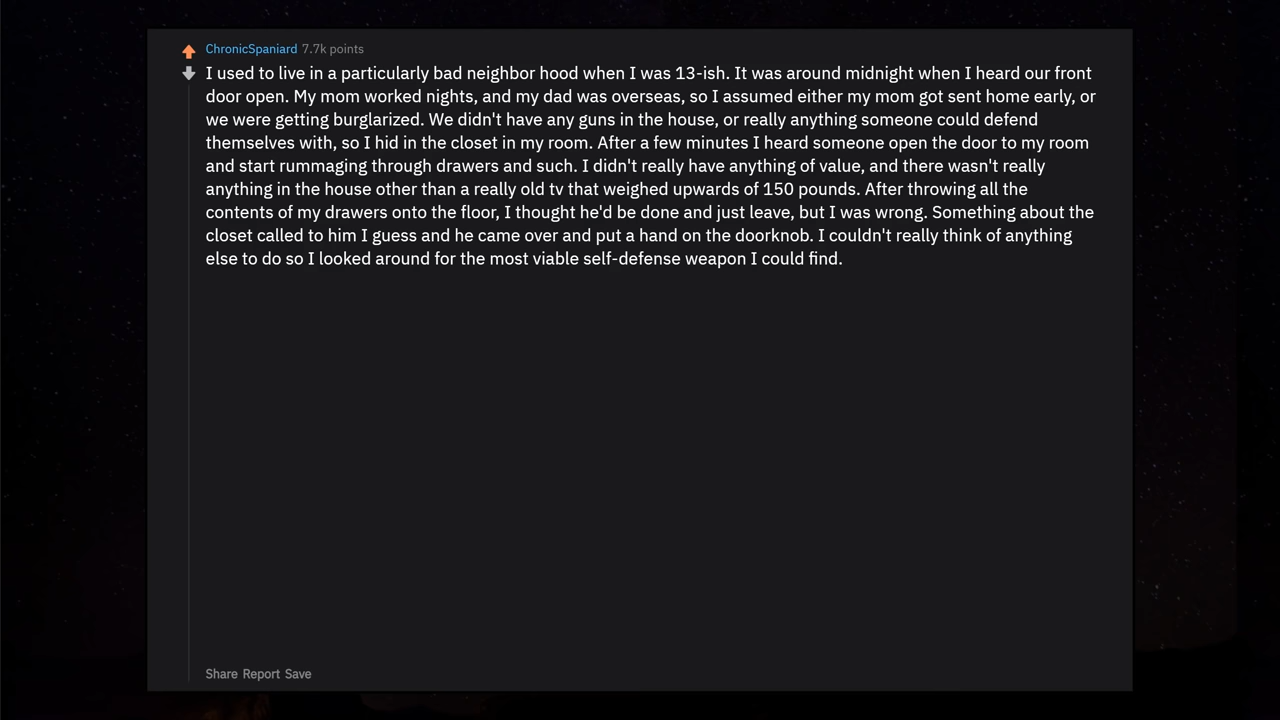 ChronicSpaniard 7.7k points
I used to live in a particularly bad neighbor hood when I was 13-ish. It was around midnight when I heard our front
door open. My mom worked nights, and my dad was overseas, so I assumed either my mom got sent home early, or
we were getting burglarized. We didn't have any guns in the house, or really anything someone could defend
themselves with, so I hid in the closet in my room. After a few minutes I heard someone open the door to my room
and start rummaging through drawers and such. I didn't really have anything of value, and there wasn't really
anything in the house other than a really old tv that weighed upwards of 150 pounds. After throwing all the
contents of my drawers onto the floor, I thought he'd be done and just leave, but I was wrong. Something about the
closet called to him I guess and he came over and put a hand on the doorknob. I couldn't really think of anything
else to do so I looked around for the most viable self-defense weapon I could find.
Share Report Save